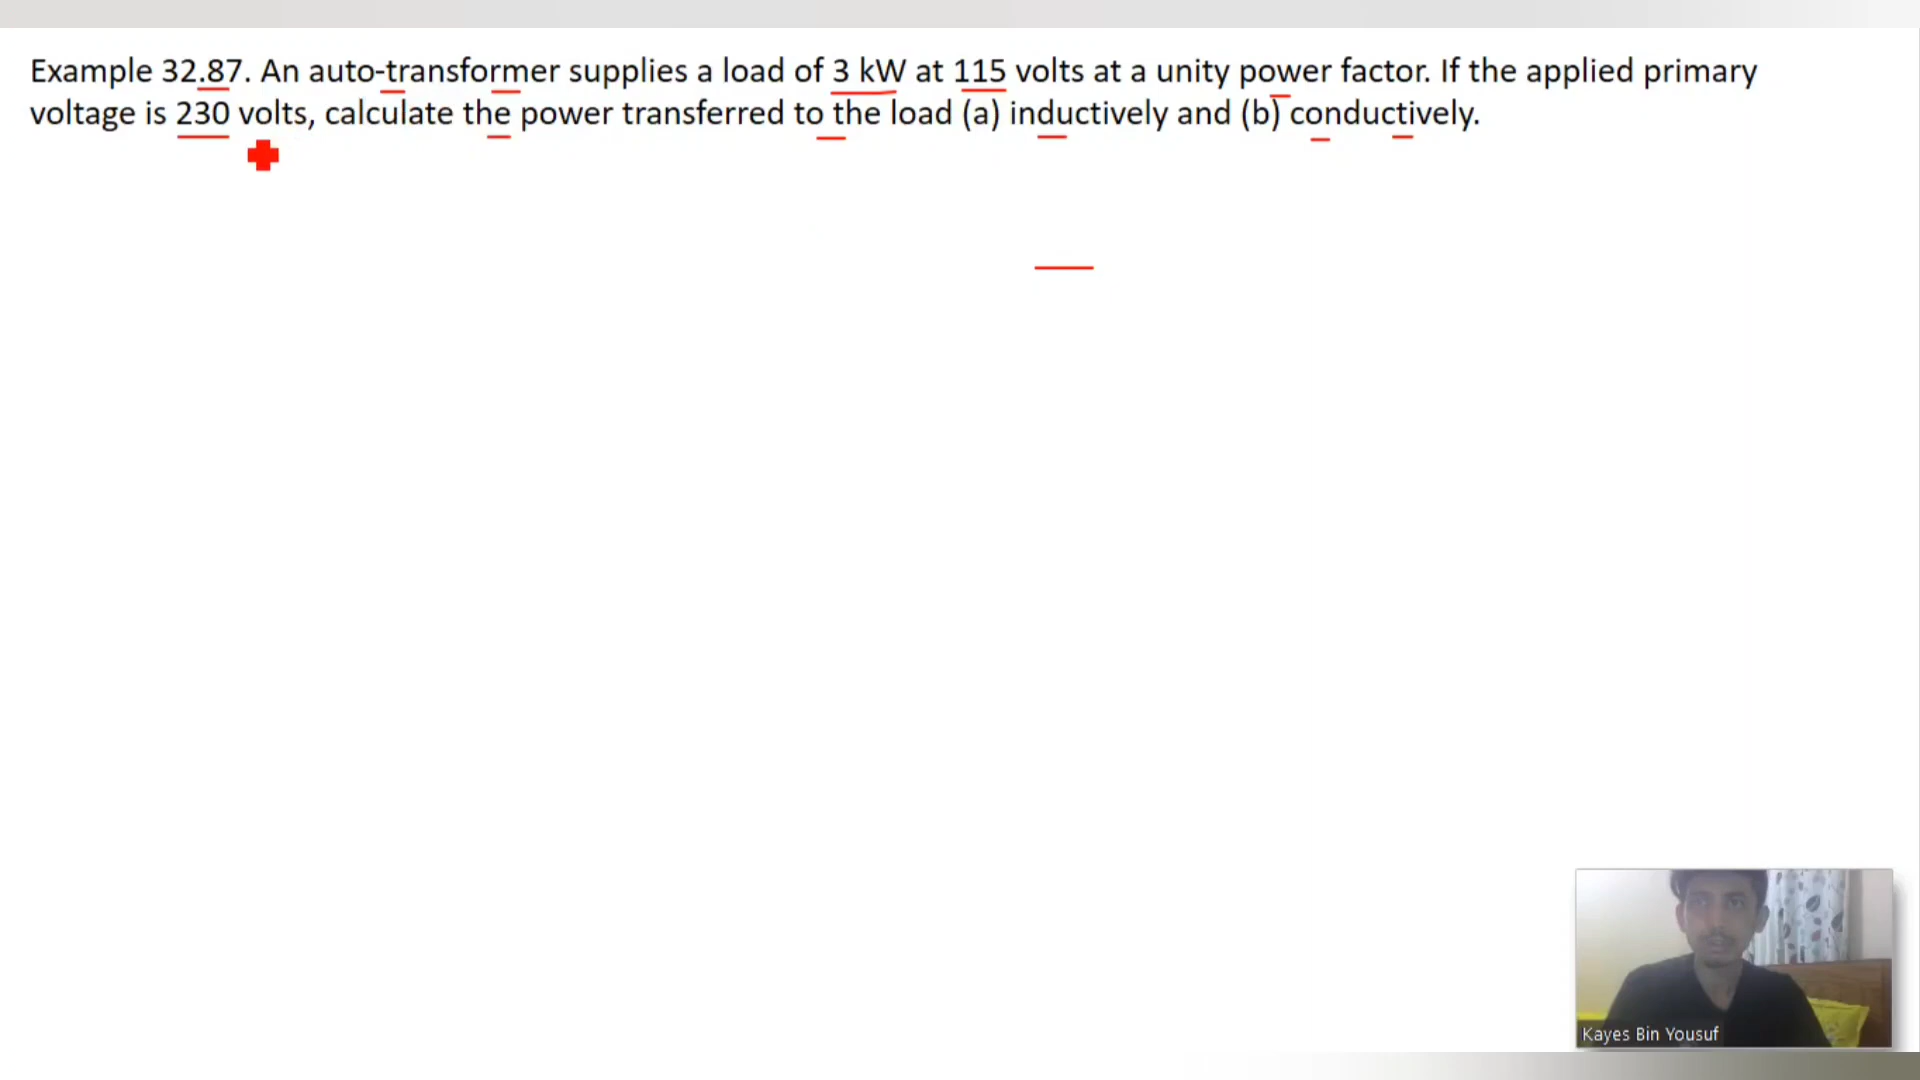 Example 32.87. An auto-transformer supplies a load of 3 kW at 115 volts at a unity power factor. If the applied primary
voltage is 230 volts, calculate the power transferred to the load (a) inductively and (b) conductively.
Kayes Bin Yousuf